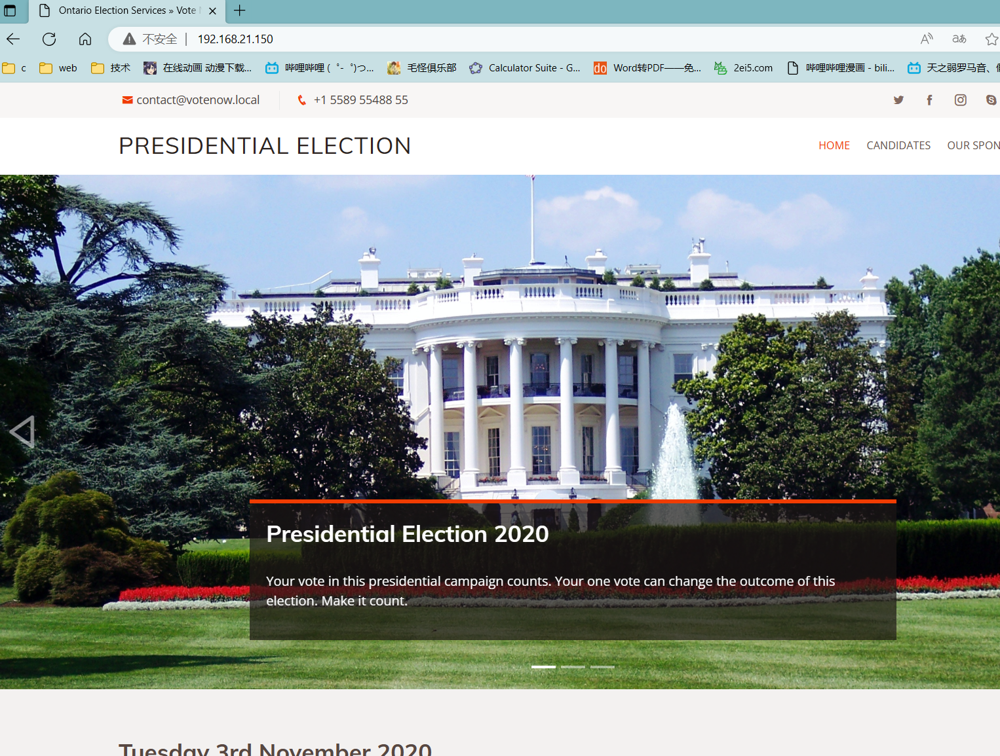 Ontario Election Services » Vote
不安全 | 192.168.21.150
c web 技术 在线动画 动漫下载... 哔哩哔哩 ( ゜- ゜)つ... 毛怪俱乐部 Calculator Suite - G... Word转PDF——免... 2ei5.com 哔哩哔哩漫画 - bili... 天之弱罗马音、
contact@votenow.local +1 5589 55488 55
PRESIDENTIAL ELECTION
HOME CANDIDATES OUR SPON
Presidential Election 2020
Your vote in this presidential campaign counts. Your one vote can change the outcome of this
election. Make it count.
Tuesday 3rd November 2020